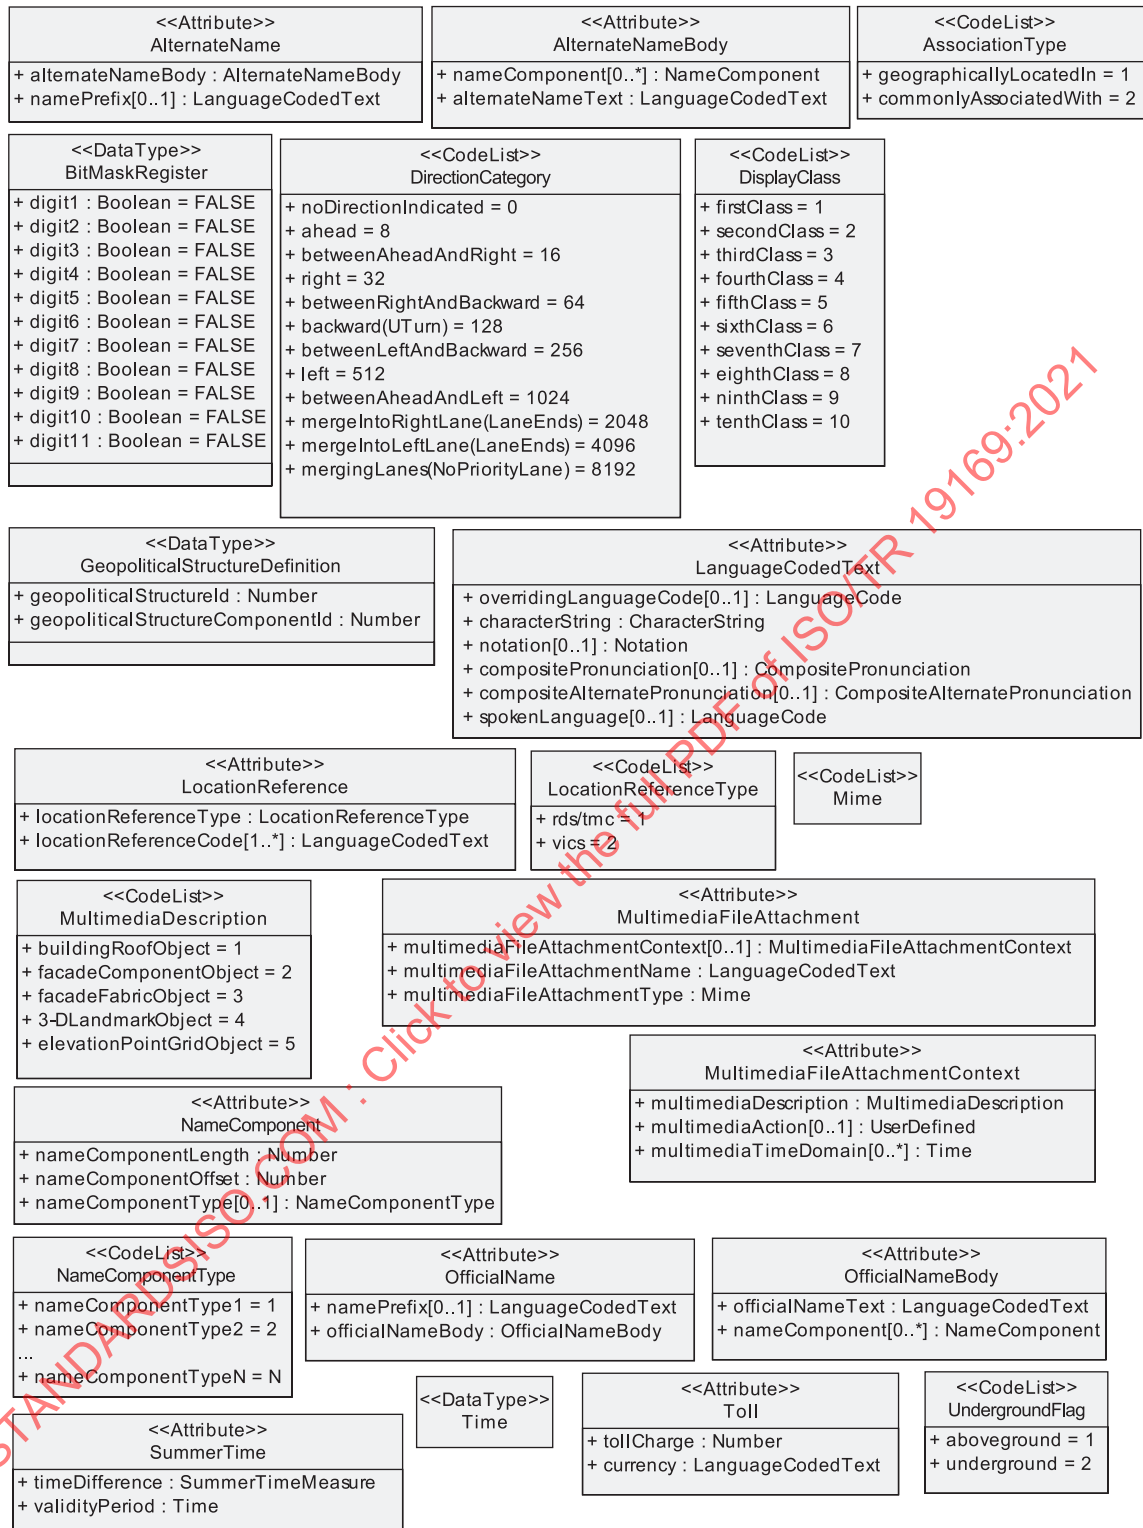 <<Attribute>>
AlternateName
+ alternateNameBody : AlternateNameBody
+ namePrefix[0..1] : LanguageCodedText
<<Attribute>>
AlternateNameBody
+ nameComponent[0..*] : NameComponent
+ alternateNameText : LanguageCodedText
<<CodeList>>
AssociationType
+ geographicallyLocatedIn = 1
+ commonlyAssociatedWith = 2
<<DataType>>
BitMaskRegister
+ digit1 : Boolean = FALSE
+ digit2 : Boolean = FALSE
+ digit3 : Boolean = FALSE
+ digit4 : Boolean = FALSE
+ digit5 : Boolean = FALSE
+ digit6 : Boolean = FALSE
+ digit7 : Boolean = FALSE
+ digit8 : Boolean = FALSE
+ digit9 : Boolean = FALSE
+ digit10 : Boolean = FALSE
+ digit11 : Boolean = FALSE
<<CodeList>>
DirectionCategory
+ noDirectionIndicated = 0
+ ahead = 8
+ betweenAheadAndRight = 16
+ right = 32
+ betweenRightAndBackward = 64
+ backward(UTurn) = 128
+ betweenLeftAndBackward = 256
+ left = 512
+ betweenAheadAndLeft = 1024
+ mergeIntoRightLane(LaneEnds) = 2048
+ mergeIntoLeftLane(LaneEnds) = 4096
+ mergingLanes(NoPriorityLane) = 8192
<<CodeList>>
DisplayClass
+ firstClass = 1
+ secondClass = 2
+ thirdClass = 3
+ fourthClass = 4
+ fifthClass = 5
+ sixthClass = 6
+ seventhClass = 7
+ eighthClass = 8
+ ninthClass = 9
+ tenthClass = 10
<<DataType>>
GeopoliticalStructureDefinition
+ geopoliticalStructureId : Number
+ geopoliticalStructureComponentId : Number
<<Attribute>>
LanguageCodedText
+ overridingLanguageCode[0..1] : LanguageCode
+ characterString : CharacterString
+ notation[0..1] : Notation
+ compositePronunciation[0..1] : CompositePronunciation
+ compositeAlternatePronunciation[0..1] : CompositeAlternatePronunciation
+ spokenLanguage[0..1] : LanguageCode
<<Attribute>>
LocationReference
+ locationReferenceType : LocationReferenceType
+ locationReferenceCode[1..*] : LanguageCodedText
<<CodeList>>
LocationReferenceType
+ rds/tmc = 1
+ vics = 2
<<CodeList>>
Mime
<<CodeList>>
MultimediaDescription
+ buildingRoofObject = 1
+ facadeComponentObject = 2
+ facadeFabricObject = 3
+ 3-DLandmarkObject = 4
+ elevationPointGridObject = 5
<<Attribute>>
MultimediaFileAttachment
+ multimediaFileAttachmentContext[0..1] : MultimediaFileAttachmentContext
+ multimediaFileAttachmentName : LanguageCodedText
+ multimediaFileAttachmentType : Mime
<<Attribute>>
MultimediaFileAttachmentContext
+ multimediaDescription : MultimediaDescription
+ multimediaAction[0..1] : UserDefined
+ multimediaTimeDomain[0..*] : Time
<<Attribute>>
NameComponent
+ nameComponentLength : Number
+ nameComponentOffset : Number
+ nameComponentType[0..1] : NameComponentType
<<CodeList>>
NameComponentType
+ nameComponentType1 = 1
+ nameComponentType2 = 2
...
+ nameComponentTypeN = N
<<Attribute>>
OfficialName
+ namePrefix[0..1] : LanguageCodedText
+ officialNameBody : OfficialNameBody
<<Attribute>>
OfficialNameBody
+ officialNameText : LanguageCodedText
+ nameComponent[0..*] : NameComponent
<<Attribute>>
SummerTime
+ timeDifference : SummerTimeMeasure
+ validityPeriod : Time
<<DataType>>
Time
<<Attribute>>
Toll
+ tollCharge : Number
+ currency : LanguageCodedText
<<CodeList>>
UndergroundFlag
+ aboveground = 1
+ underground = 2
STANDARDSISO.COM : Click to view the full PDF of ISO/TR 19169:2021